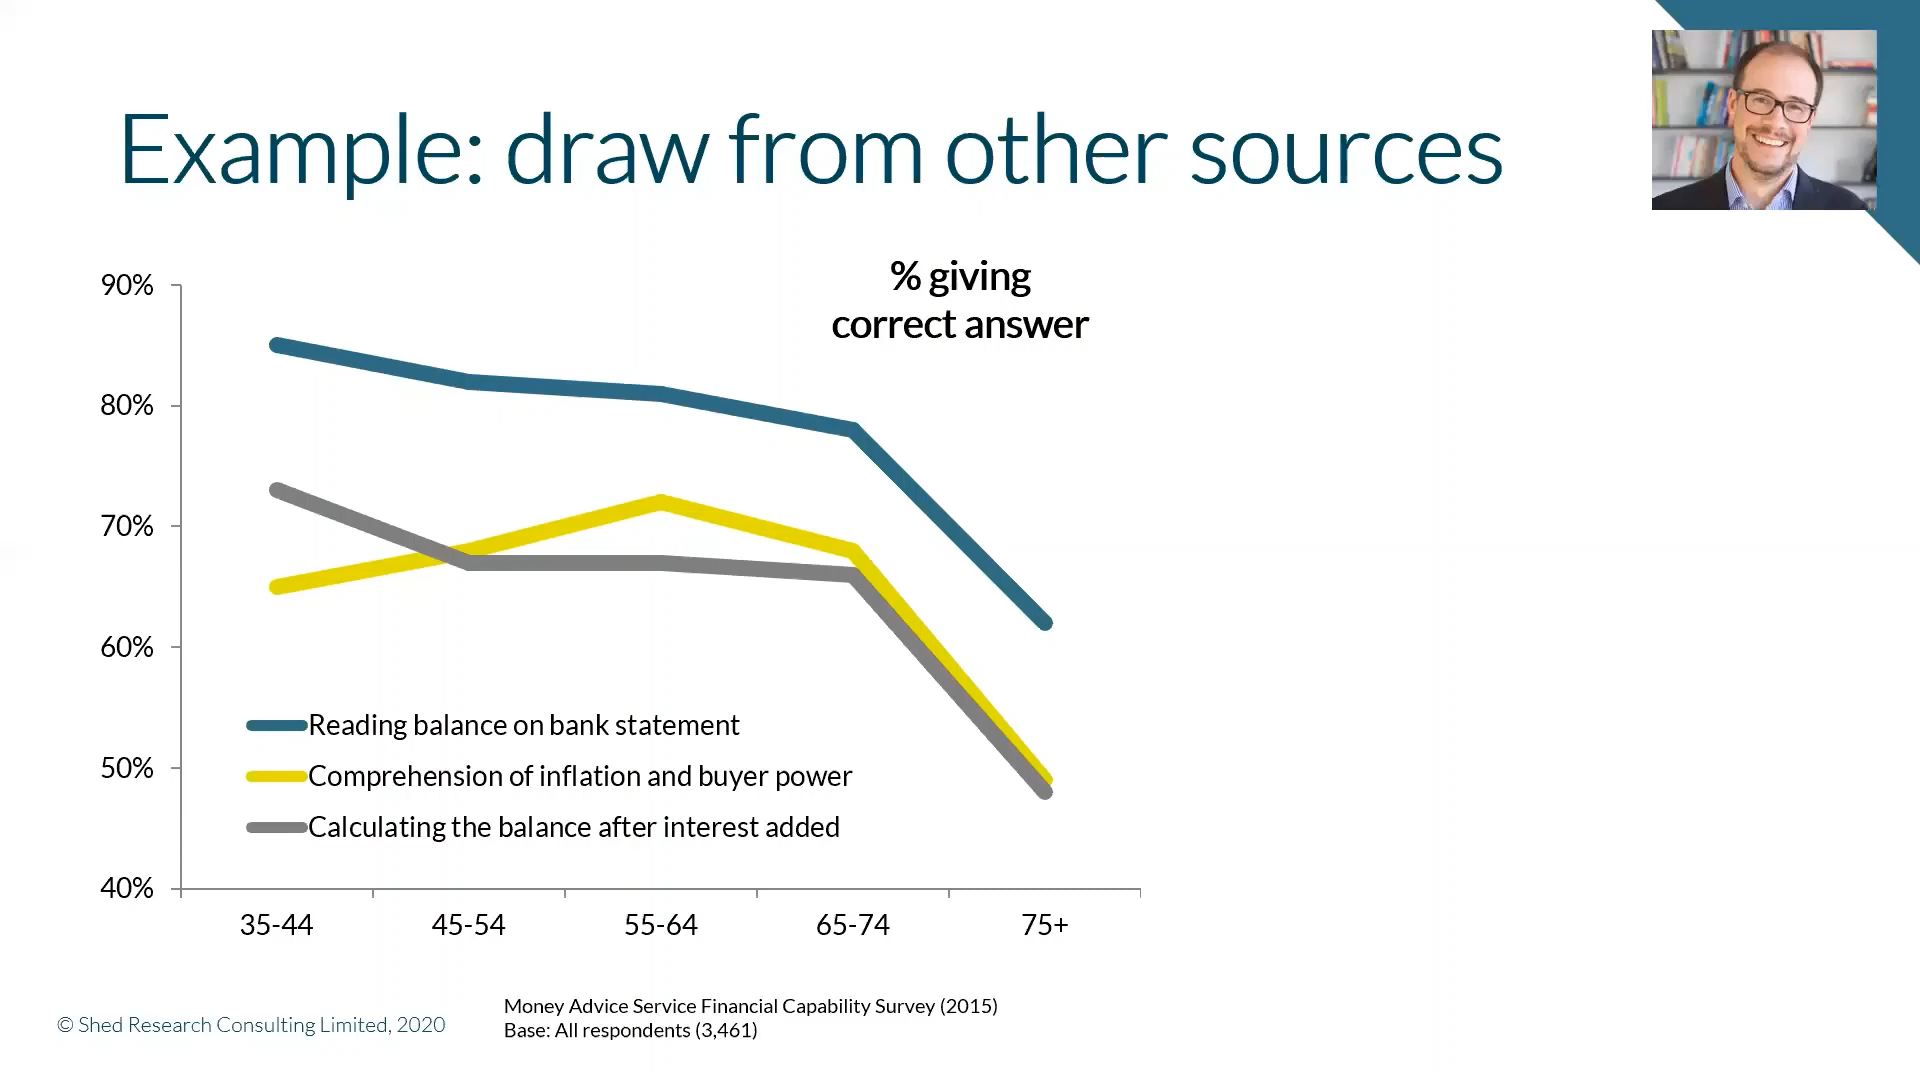 Example: draw from other sources
% giving
correct answer
90%
80%
70%
60%
50%
40%
Reading balance on bank statement
Comprehension of inflation and buyer power
Calculating the balance after interest added
35-44
45-54
55-64
65-74
75+
Money Advice Service Financial Capability Survey (2015)
Base: All respondents (3,461)
© Shed Research Consulting Limited, 2020